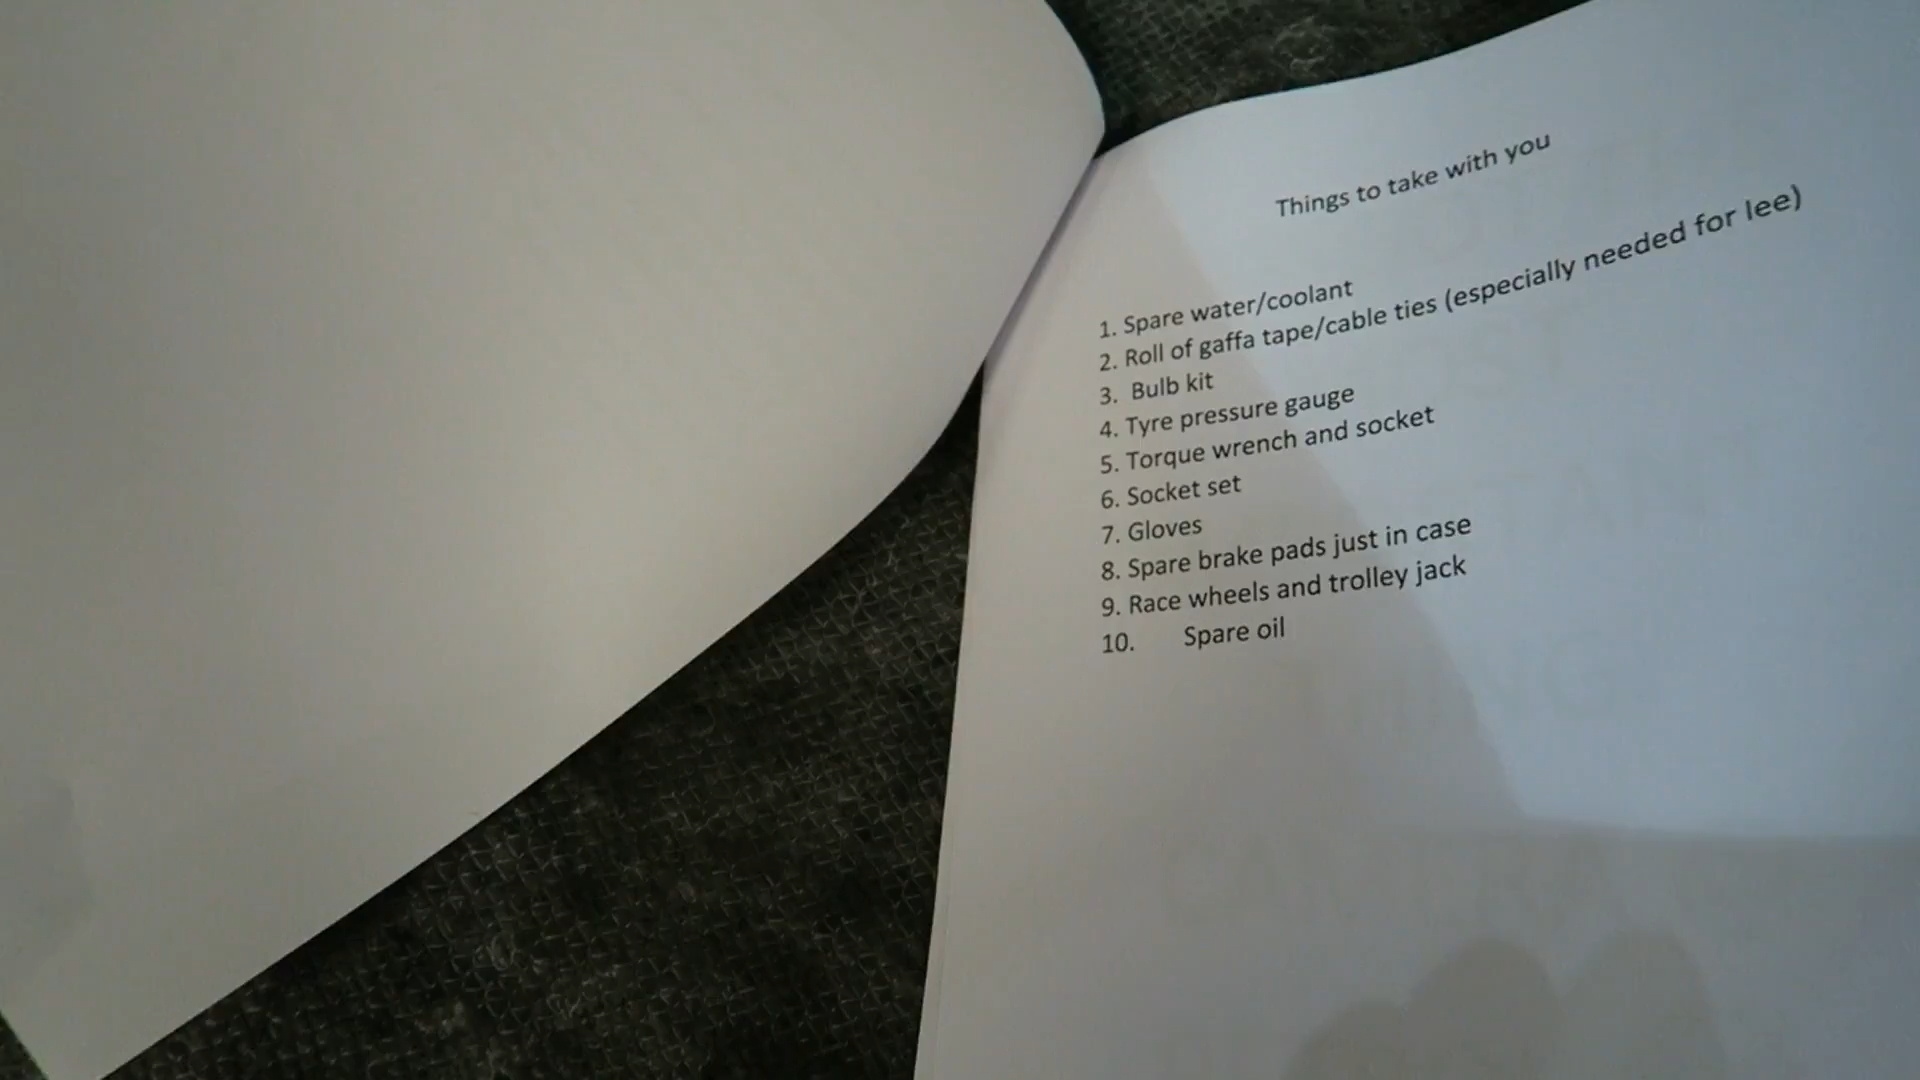 Things to take with you
1. Spare water/coolant
2. Roll of gaffa tape/cable ties (especially needed for lee)
3. Bulb kit
4. Tyre pressure gauge
5. Torque wrench and socket
6. Socket set
7. Gloves
8. Spare brake pads just in case
9. Race wheels and trolley jack
10. Spare oil